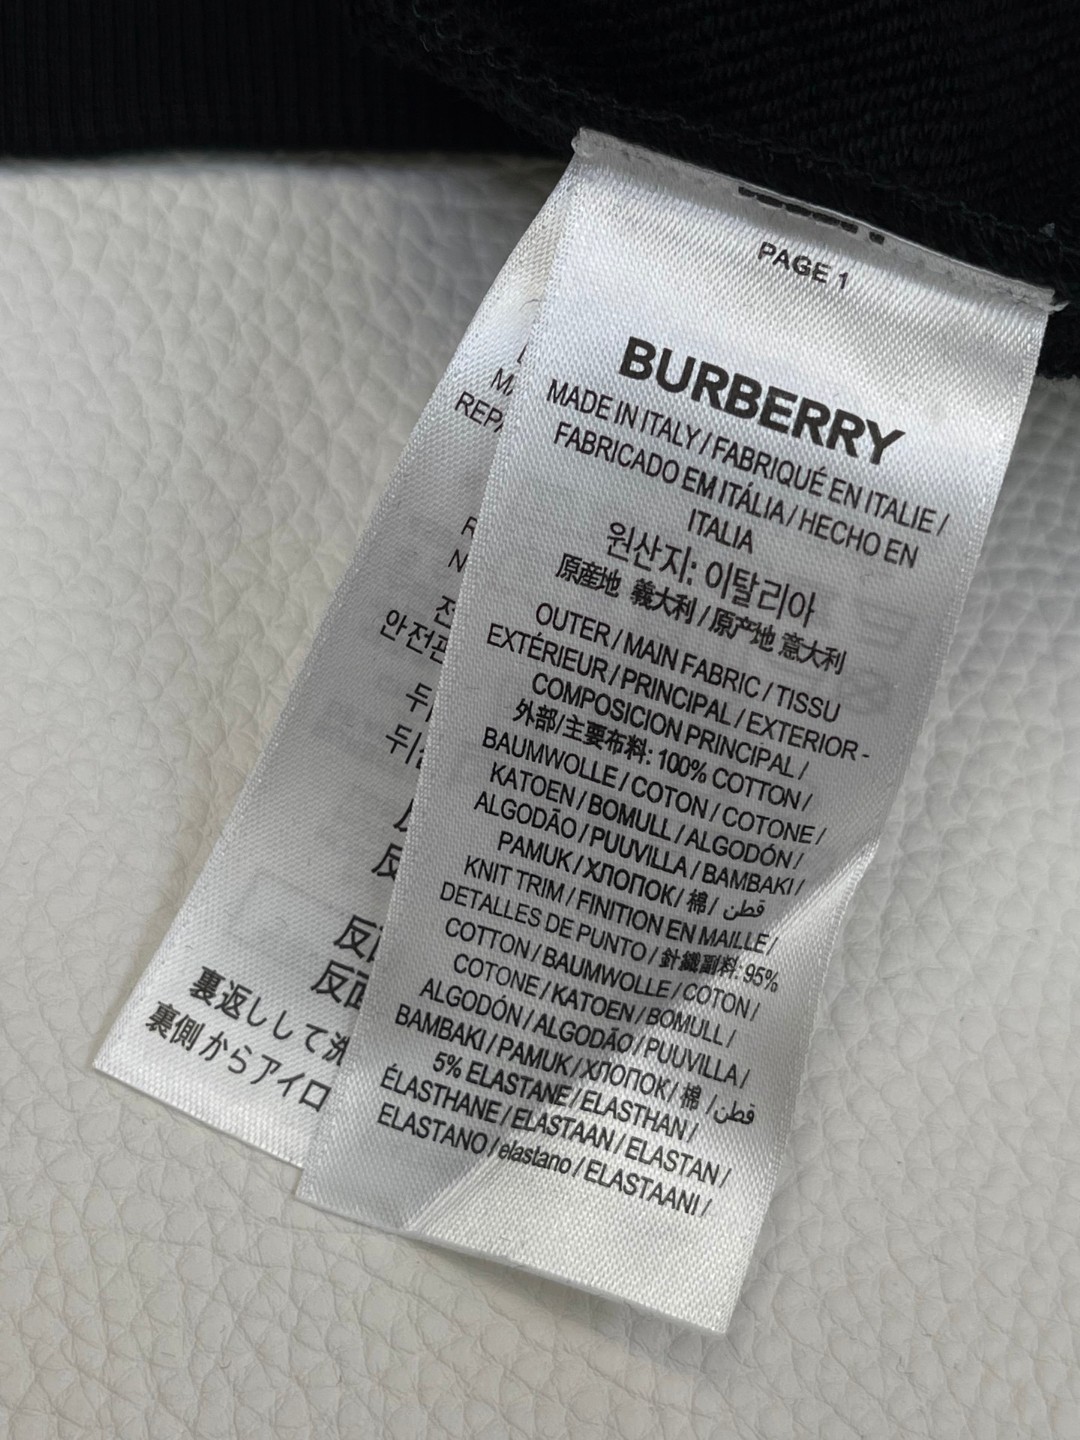 PAGE 1
BURBERRY
MADE IN ITALY / FABRIQUÉ EN ITALIE /
FABRICADO EM ITÁLIA / HECHO EN
ITALIA
원산지: 이탈리아
原産地 義大利 / 原产地 意大利
OUTER / MAIN FABRIC / TISSU
EXTÉRIEUR / PRINCIPAL / EXTERIOR -
COMPOSICION PRINCIPAL /
外部/主要布料: 100% COTTON /
BAUMWOLLE / COTON / COTONE /
KATOEN / BOMULL / ALGODÓN /
ALGODÃO / PUUVILLA / BAMBAKI /
PAMUK / ХЛОПОК / 棉 / قطن
KNIT TRIM / FINITION EN MAILLE /
DETALLES DE PUNTO / 針織副料: 95%
COTTON / BAUMWOLLE / COTON /
COTONE / KATOEN / BOMULL /
ALGODÓN / ALGODÃO / PUUVILLA /
BAMBAKI / PAMUK / ХЛОПОК / 棉 / قطن
5% ELASTANE / ELASTHAN /
ÉLASTHANE / ELASTAAN / ELASTAN /
ELASTANO / elastano / ELASTAANI /
裏返しして洗
裏側からアイロ